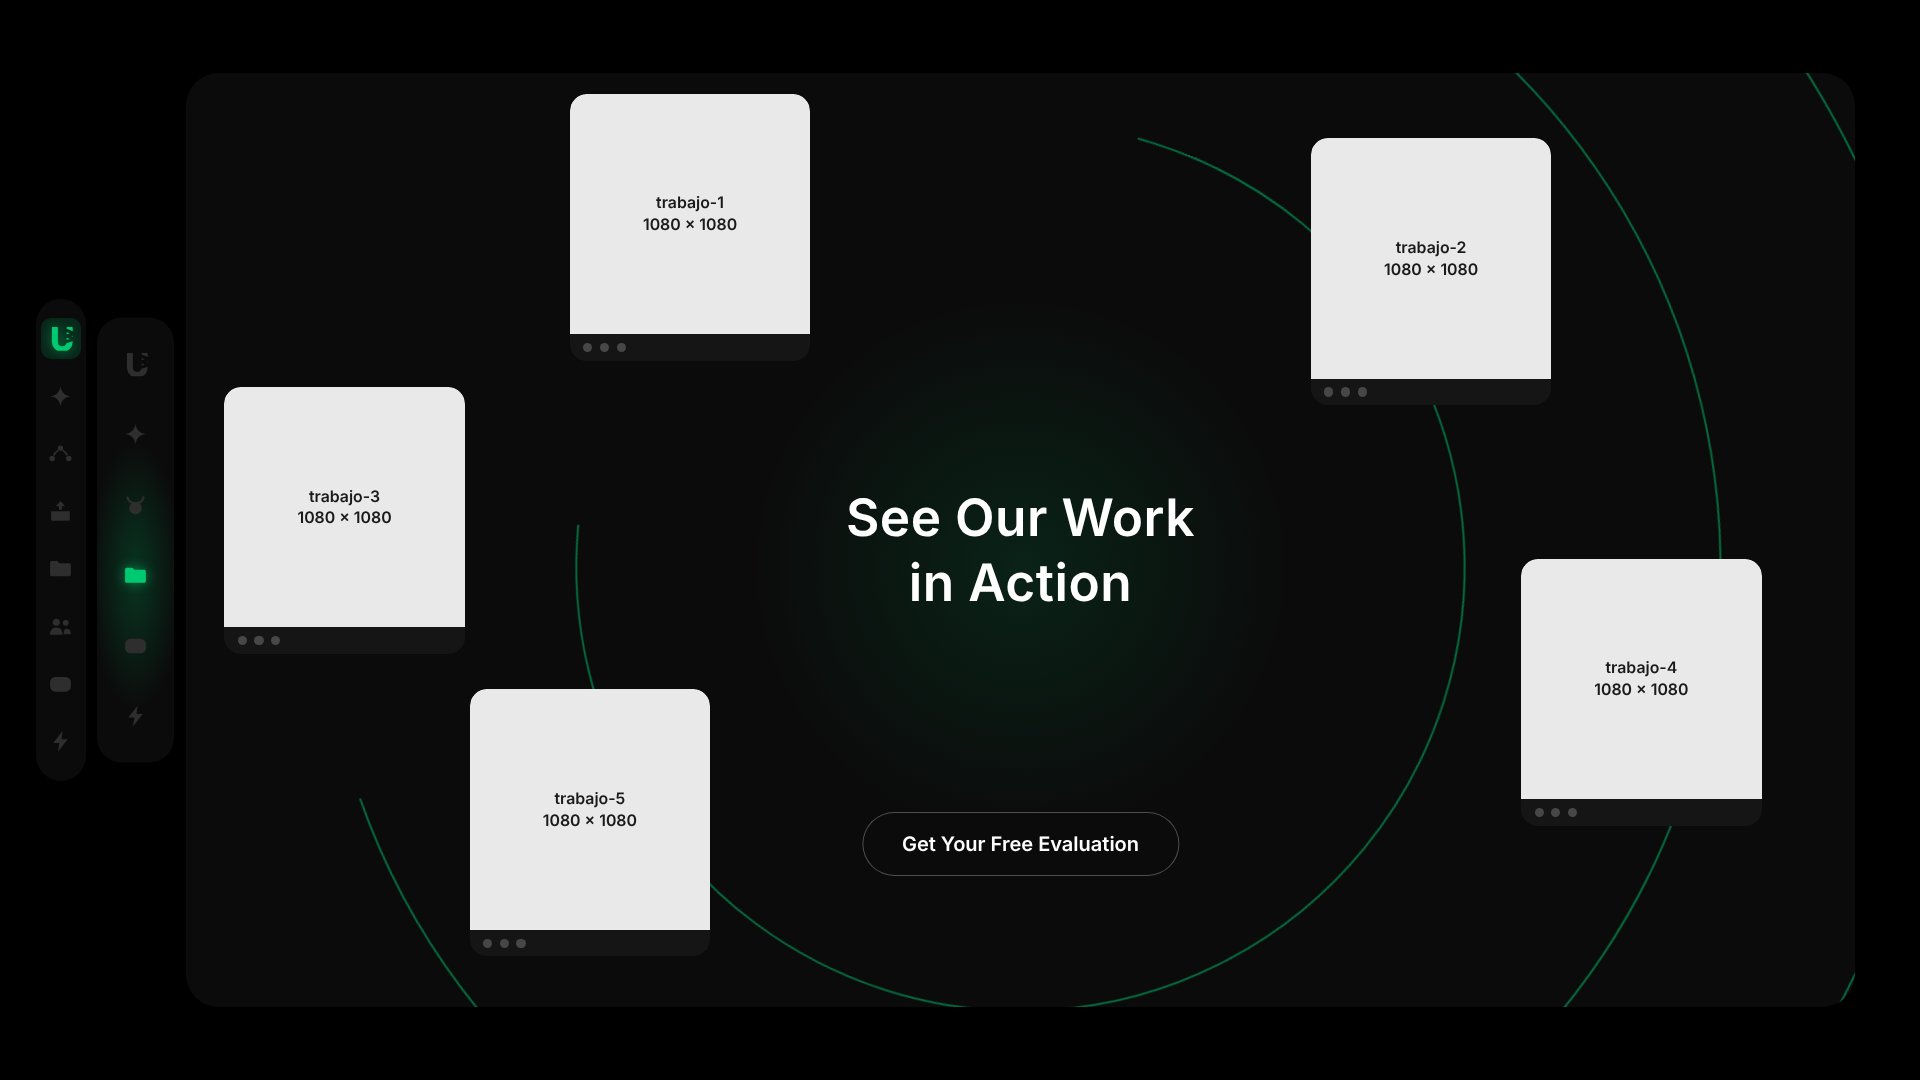 trabajo-1
1080 × 1080
trabajo-2
1080 × 1080
trabajo-3
1080 × 1080
See Our Work
in Action
trabajo-4
1080 × 1080
trabajo-5
1080 × 1080
Get Your Free Evaluation